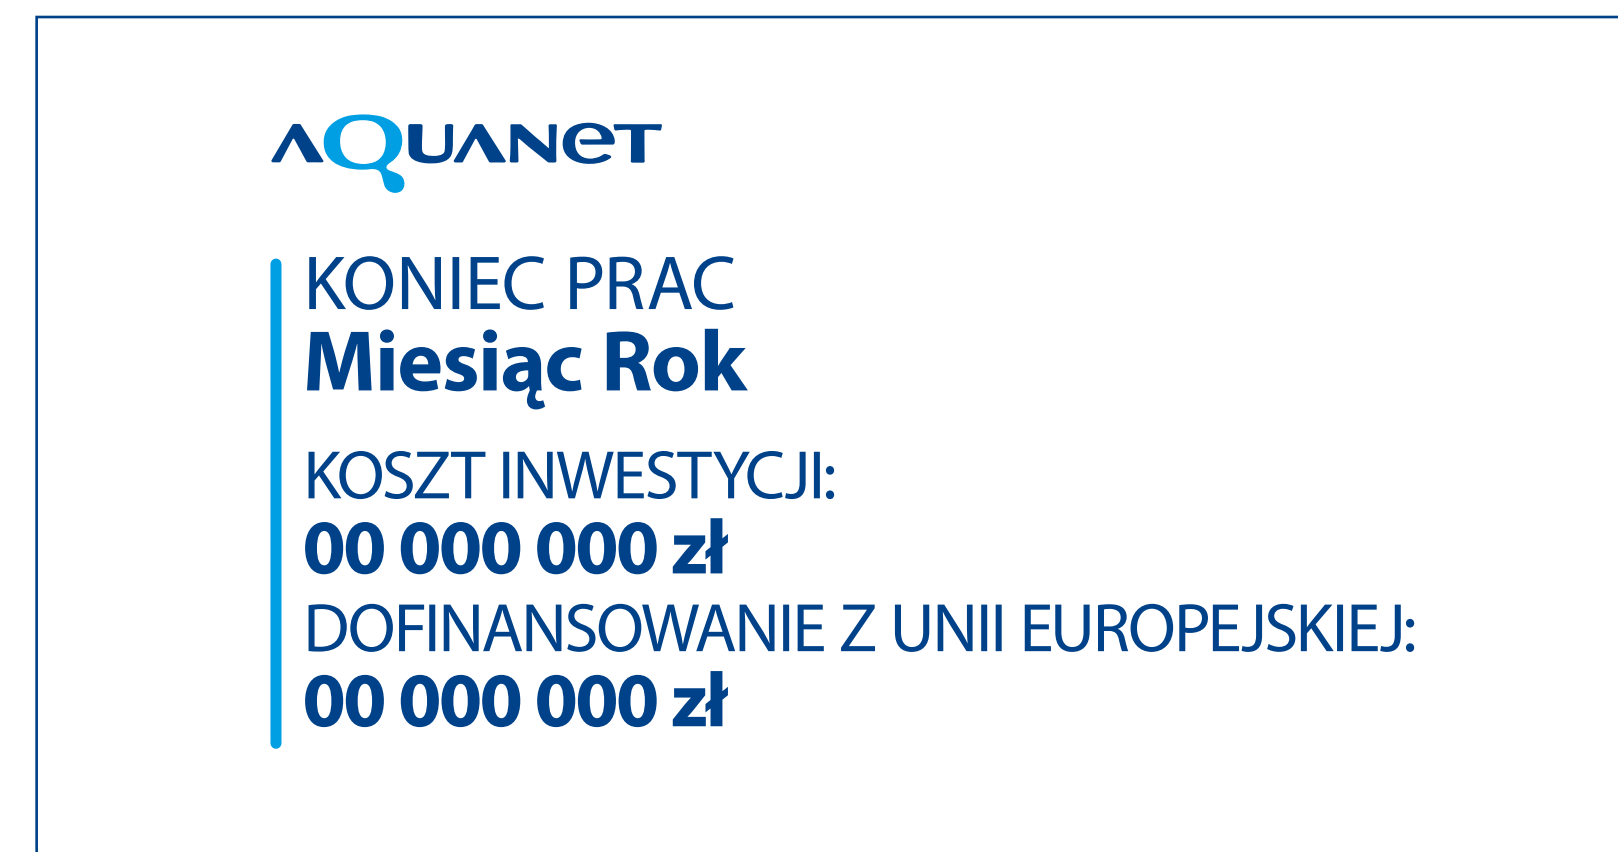 AQUANET
KONIEC PRAC
Miesiąc Rok
KOSZT INWESTYCJI:
00 000 000 zł
DOFINANSOWANIE Z UNII EUROPEJSKIEJ:
00 000 000 zł